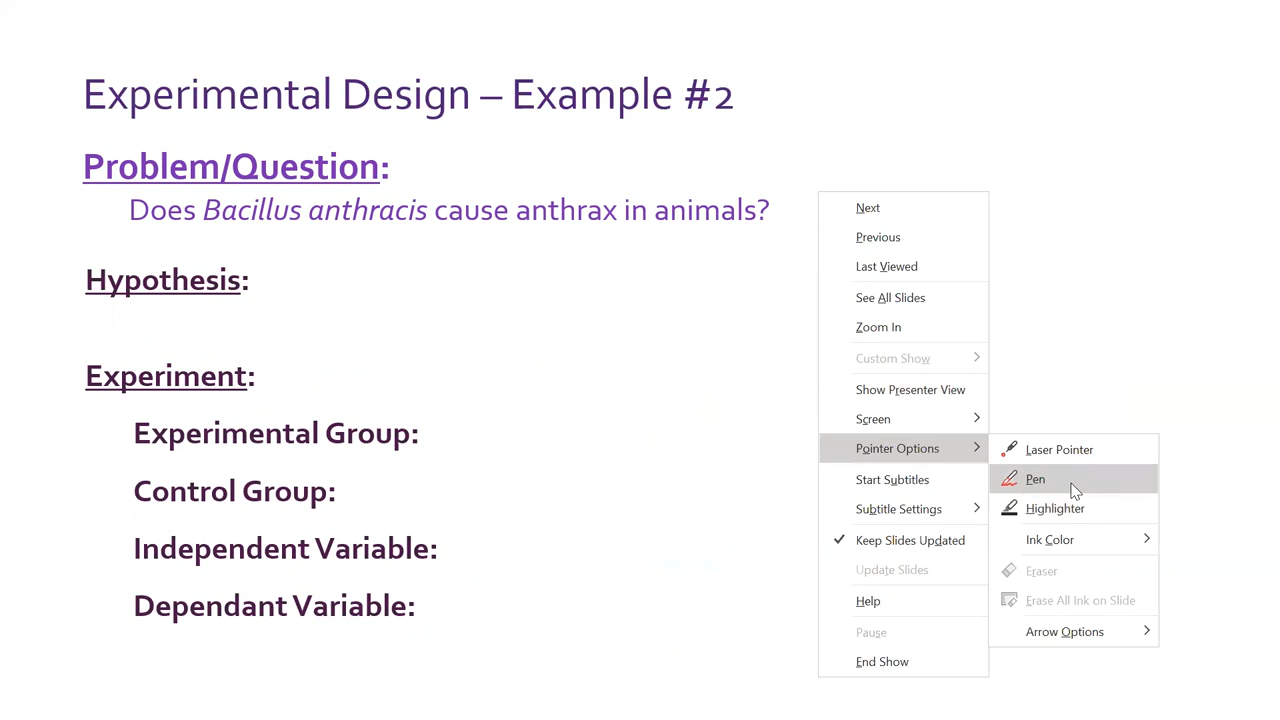 Experimental Design – Example #2
Problem/Question:
Does Bacillus anthracis cause anthrax in animals?
Hypothesis:
Experiment:
Experimental Group:
Control Group:
Independent Variable:
Dependant Variable:
Next
Previous
Last Viewed
See All Slides
Zoom In
Custom Show
Show Presenter View
Screen
Pointer Options
Start Subtitles
Subtitle Settings
Keep Slides Updated
Update Slides
Help
Pause
End Show
Laser Pointer
Pen
Highlighter
Ink Color
Eraser
Erase All Ink on Slide
Arrow Options